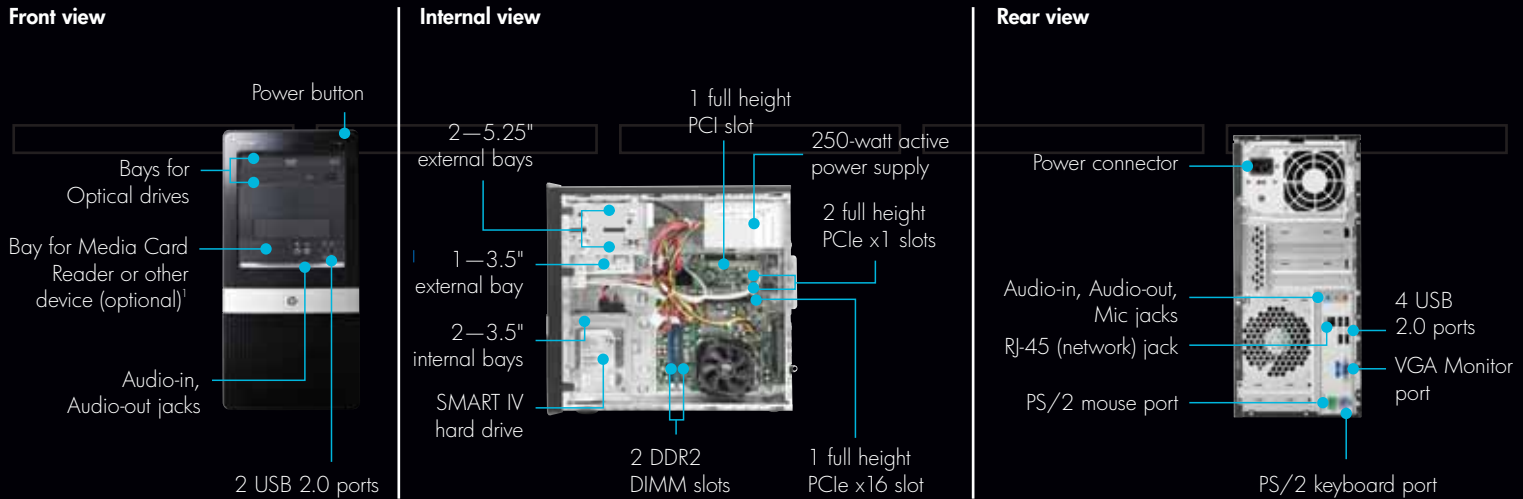 Front view
Power button
Bays for
Optical drives
Bay for Media Card
Reader or other
device (optional)1
Audio-in,
Audio-out jacks
2 USB 2.0 ports
Internal view
2—5.25"
external bays
1—3.5"
external bay
2—3.5"
internal bays
SMART IV
hard drive
1 full height
PCI slot
250-watt active
power supply
2 full height
PCIe x1 slots
2 DDR2
DIMM slots
1 full height
PCIe x16 slot
Rear view
Power connector
Audio-in, Audio-out,
Mic jacks
RJ-45 (network) jack
PS/2 mouse port
4 USB
2.0 ports
VGA Monitor
port
PS/2 keyboard port